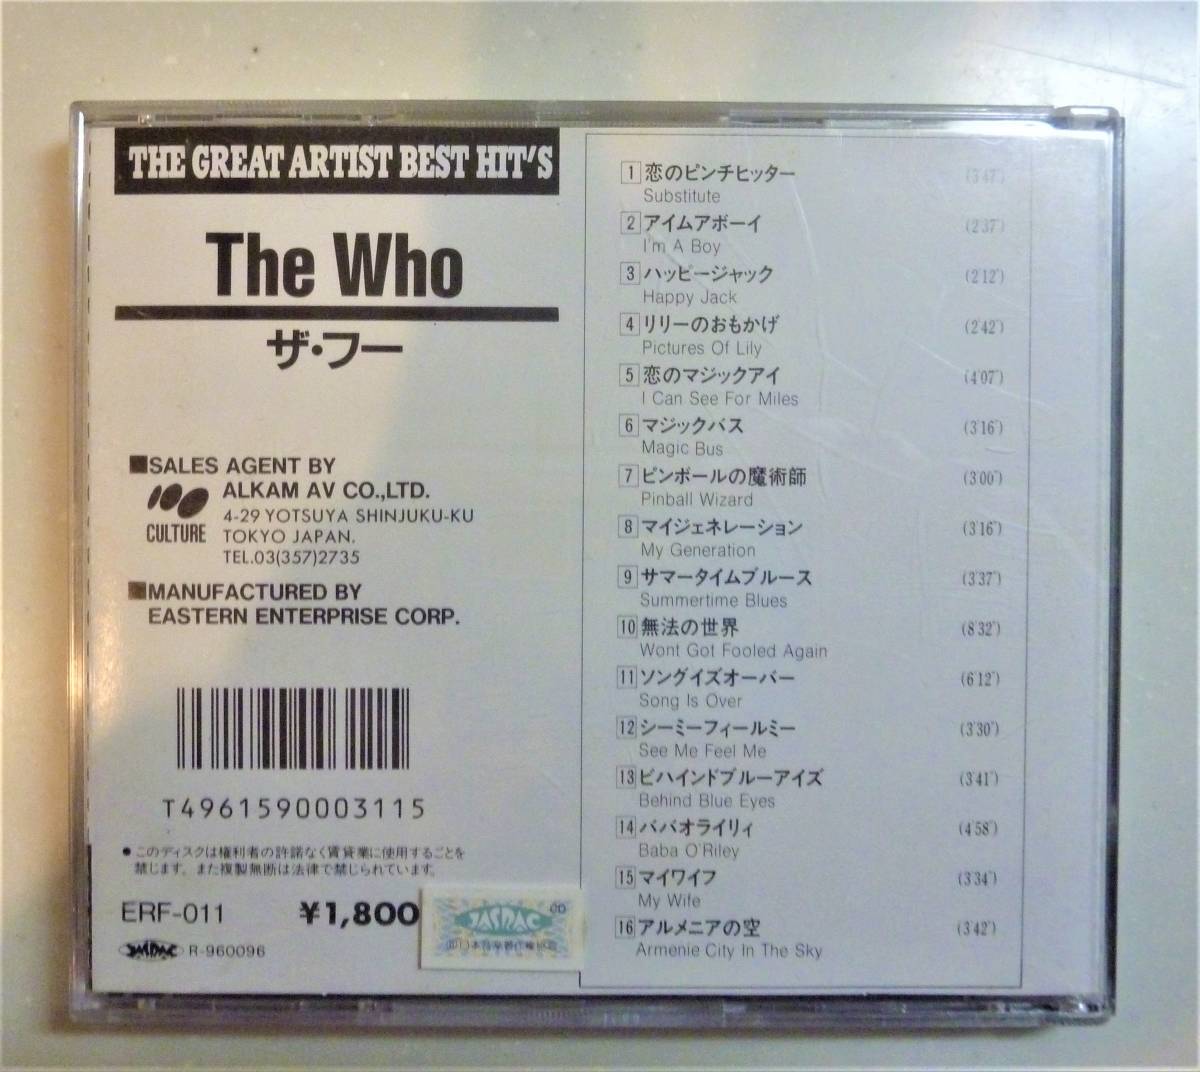 THE GREAT ARTIST BEST HIT'S
The Who
ザ・フー
■SALES AGENT BY
ALKAM AV CO.,LTD.
CULTURE
4-29 YOTSUYA SHINJUKU-KU
TOKYO JAPAN.
TEL.03(357)2735
■MANUFACTURED BY
EASTERN ENTERPRISE CORP.
T4961590003115
●このディスクは権利者の許諾なく賃貸業に使用することを
禁じます。また複製無断は法律で禁じられています。
ERF-011 ¥1,800
JASRAC R-960096
JASRAC
1 恋のピンチヒッター (3'47")
Substitute
2 アイムアボーイ (2'37")
I'm A Boy
3 ハッピージャック (2'12")
Happy Jack
4 リリーのおもかげ (2'42")
Pictures Of Lily
5 恋のマジックアイ (4'07")
I Can See For Miles
6 マジックバス (3'16")
Magic Bus
7 ピンボールの魔術師 (3'00")
Pinball Wizard
8 マイジェネレーション (3'16")
My Generation
9 サマータイムブルース (3'37")
Summertime Blues
10 無法の世界 (8'32")
Wont Got Fooled Again
11 ソングイズオーバー (6'12")
Song Is Over
12 シーミーフィールミー (3'30")
See Me Feel Me
13 ビハインドブルーアイズ (3'41")
Behind Blue Eyes
14 ババオライリィ (4'58")
Baba O'Riley
15 マイワイフ (3'34")
My Wife
16 アルメニアの空 (3'42")
Armenie City In The Sky